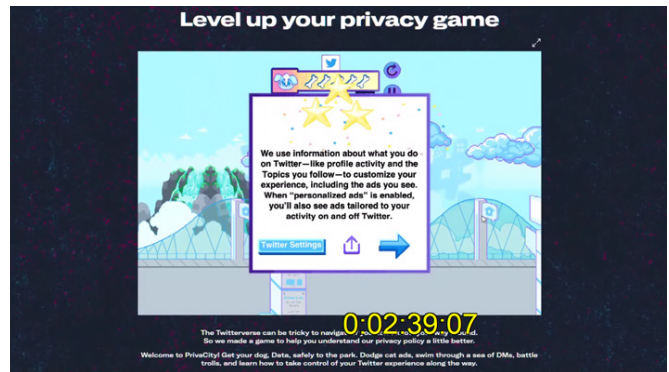 Level up your privacy game
We use information about what you do
on Twitter—like profile activity and the
Topics you follow—to customize your
experience, including the ads you see.
When “personalized ads” is enabled,
you’ll also see ads tailored to your
activity on and off Twitter.
Twitter Settings
0:02:39:07
The Twitterverse can be tricky to
So we made a game to help you understand our privacy policy a little better.
Welcome to PrivaCity! Get your dog, Data, safely to the park. Dodge cat ads, swim through a sea of DMs, battle
trolls, and learn how to take control of your Twitter experience along the way.